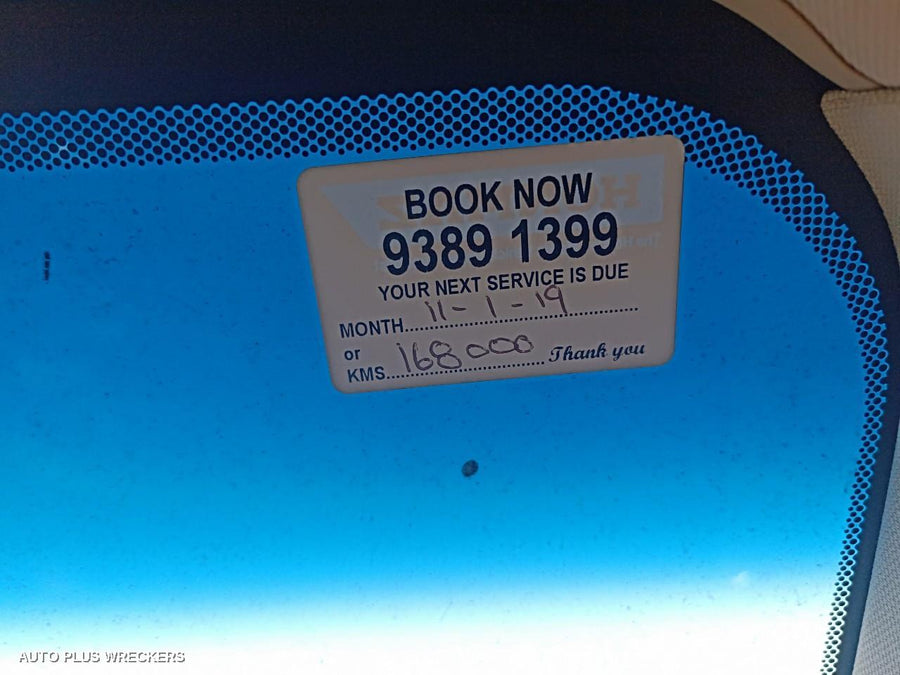 BOOK NOW
9389 1399
YOUR NEXT SERVICE IS DUE
MONTH 11-1-19
or
KMS 168000 Thank you
AUTO PLUS WRECKERS